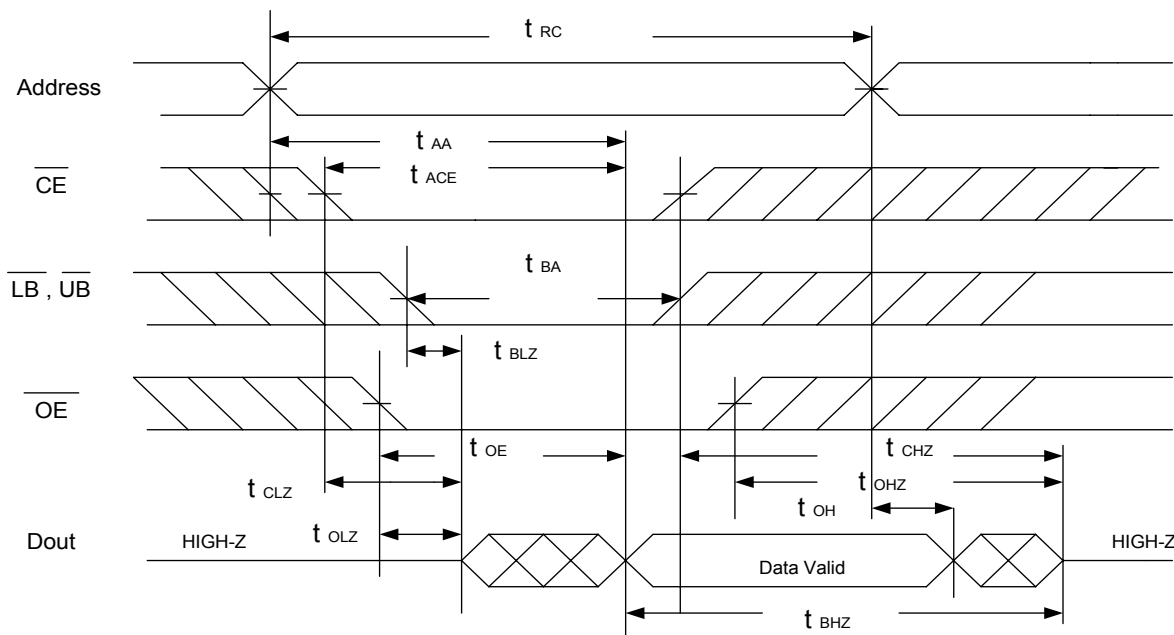 t RC
Address
t AA
CE
t ACE
LB , UB
t BA
t BLZ
OE
t OE
t CHZ
t CLZ
t OHZ
t OH
Dout
HIGH-Z
t OLZ
Data Valid
HIGH-Z
t BHZ